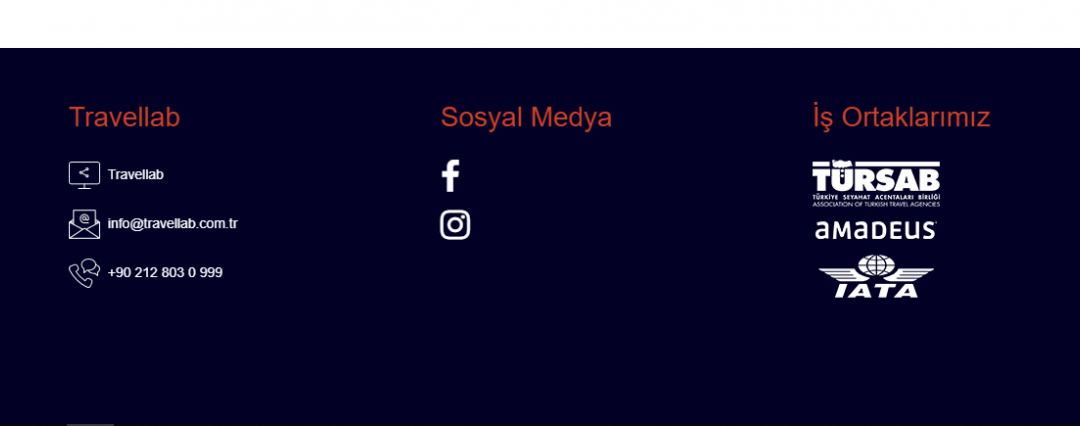 Travellab
Travellab
info@travellab.com.tr
+90 212 803 0 999
Sosyal Medya
İş Ortaklarımız
TÜRSAB
TÜRKİYE SEYAHAT ACENTALARI BİRLİĞİ
ASSOCIATION OF TURKISH TRAVEL AGENCIES
amadeus
IATA